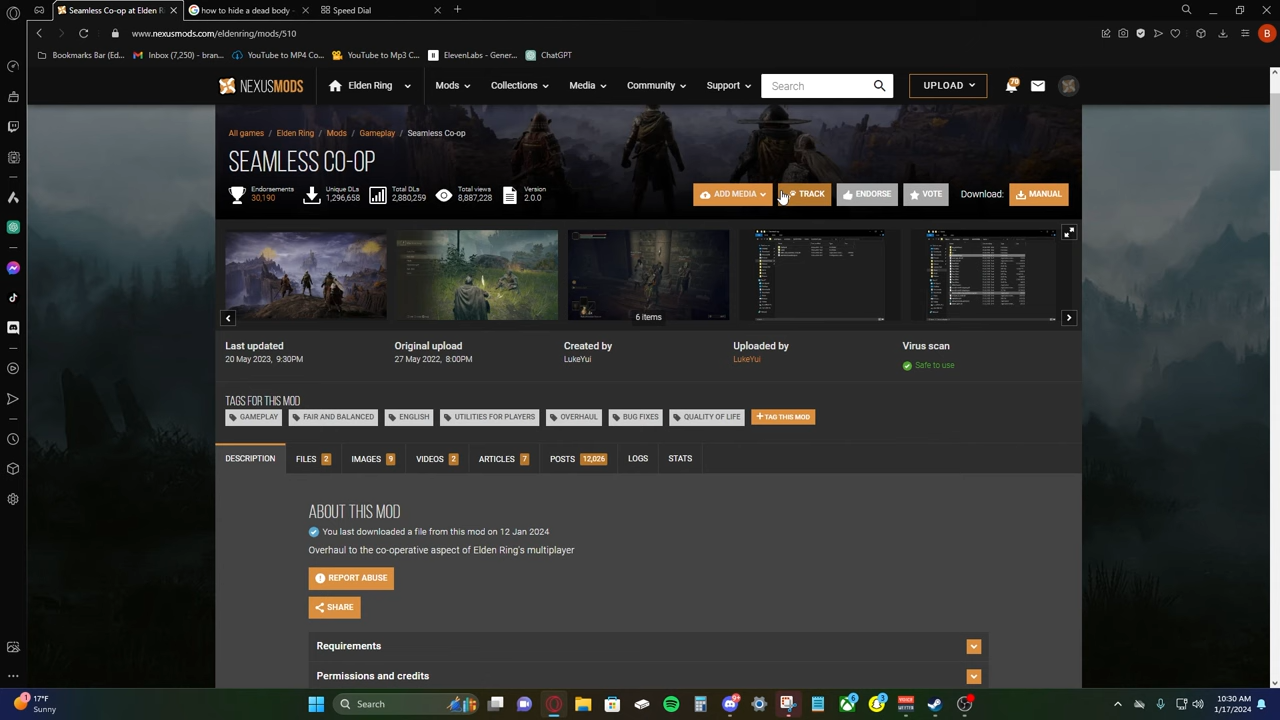 Seamless Co-op at Elden R
how to hide a dead body -
Speed Dial
www.nexusmods.com/eldenring/mods/510
B
Bookmarks Bar (Ed...
Inbox (7,250) - bran...
YouTube to MP4 Co...
YouTube to Mp3 C...
ElevenLabs - Gener...
ChatGPT
NEXUSMODS
Elden Ring
Mods
Collections
Media
Community
Support
Search
UPLOAD
70
All games / Elden Ring / Mods / Gameplay / Seamless Co-op
SEAMLESS CO-OP
Endorsements
30,190
Unique DLs
1,296,658
Total DLs
2,880,259
Total views
8,887,228
Version
2.0.0
ADD MEDIA
TRACK
ENDORSE
VOTE
Download:
MANUAL
6 items
Last updated
20 May 2023, 9:30PM
Original upload
27 May 2022, 8:00PM
Created by
LukeYui
Uploaded by
LukeYui
Virus scan
Safe to use
TAGS FOR THIS MOD
GAMEPLAY
FAIR AND BALANCED
ENGLISH
UTILITIES FOR PLAYERS
OVERHAUL
BUG FIXES
QUALITY OF LIFE
+ TAG THIS MOD
DESCRIPTION
FILES 2
IMAGES 9
VIDEOS 2
ARTICLES 7
POSTS 12,026
LOGS
STATS
ABOUT THIS MOD
You last downloaded a file from this mod on 12 Jan 2024
Overhaul to the co-operative aspect of Elden Ring's multiplayer
REPORT ABUSE
SHARE
Requirements
Permissions and credits
1
17°F
Sunny
Search
9+
6
3
10:30 AM
1/17/2024